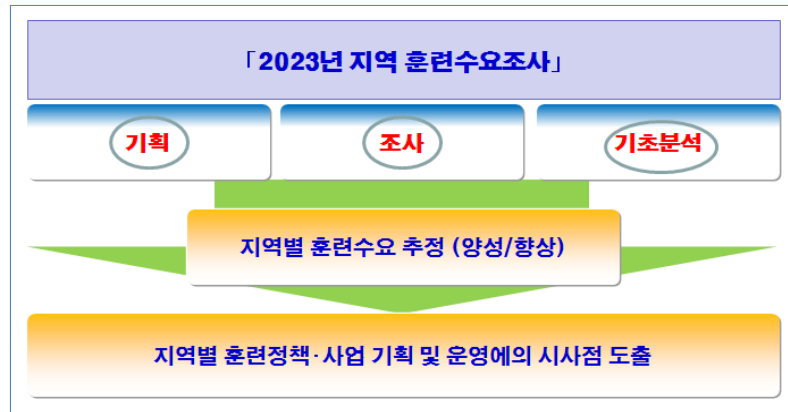 「2023년 지역 훈련수요조사」
기획
조사
기초분석
지역별 훈련수요 추정 (양성/향상)
지역별 훈련정책·사업 기획 및 운영에의 시사점 도출